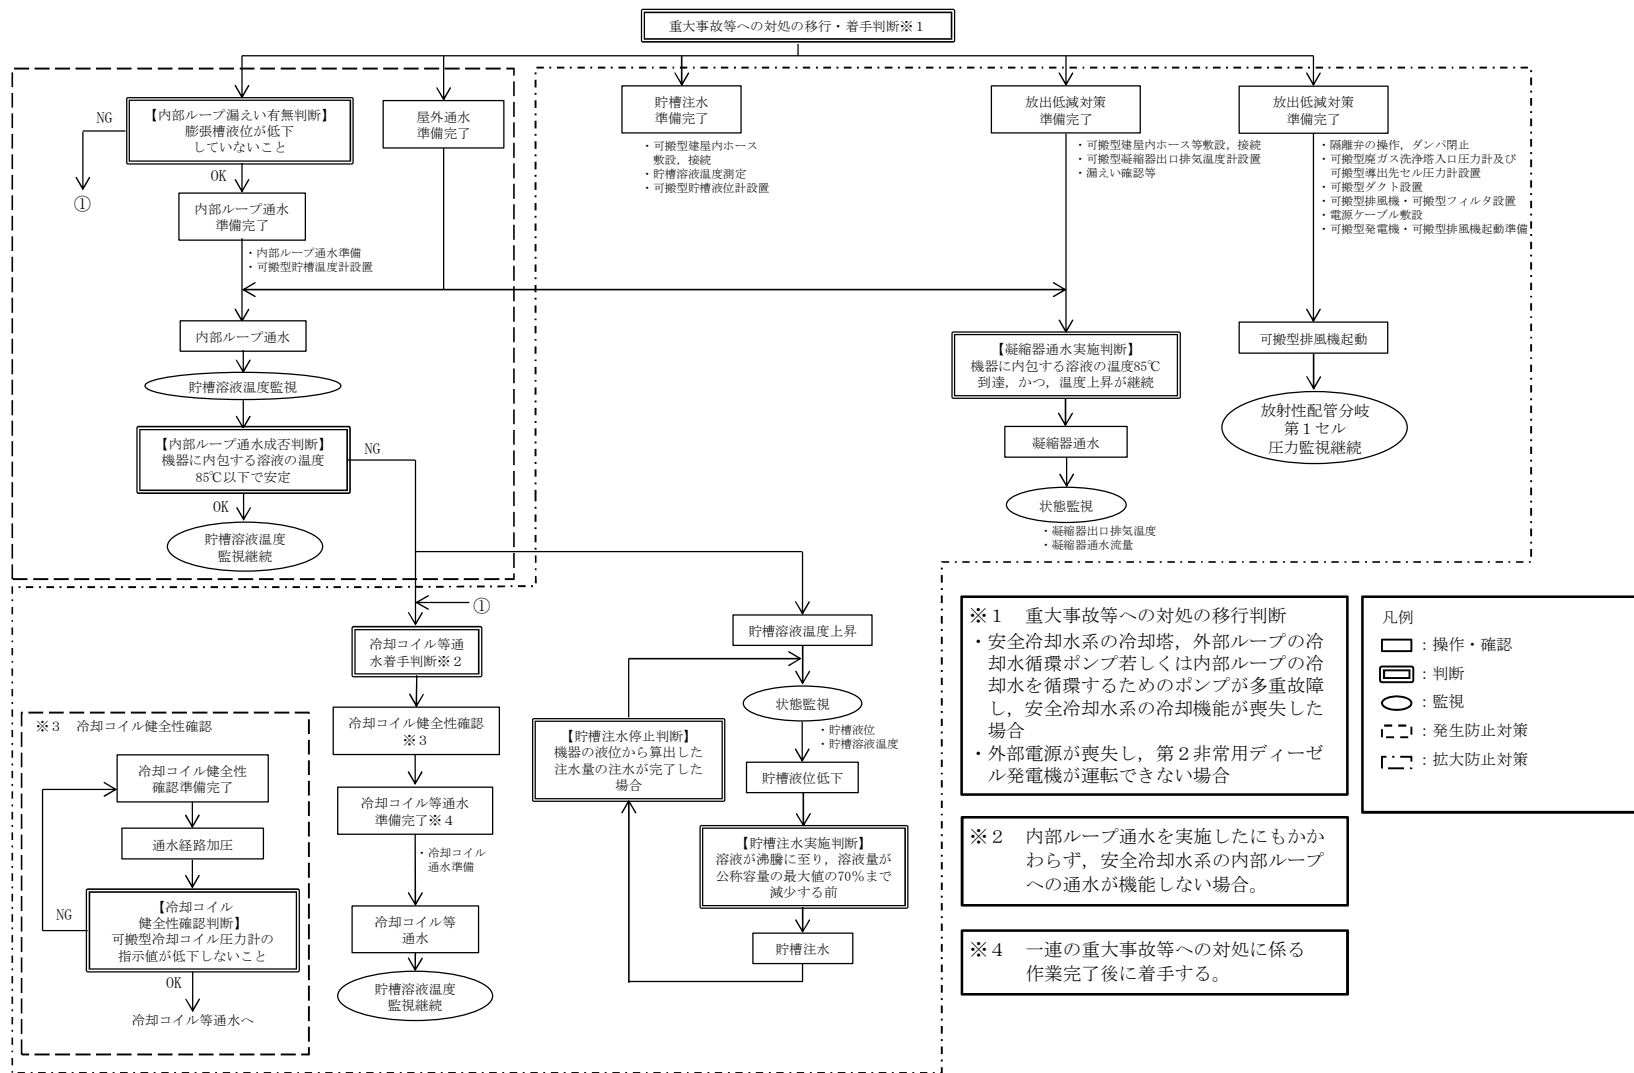 重大事故等への対処の移行・着手判断※１
【内部ループ漏えい有無判断】
膨張槽液位が低下
していないこと
NG
①
OK
屋外通水
準備完了
内部ループ通水
準備完了
・内部ループ通水準備
・可搬型貯槽温度計設置
内部ループ通水
貯槽溶液温度監視
【内部ループ通水成否判断】
機器に内包する溶液の温度
85℃以下で安定
NG
OK
貯槽溶液温度
監視継続
貯槽注水
準備完了
・可搬型建屋内ホース
敷設，接続
・貯槽溶液温度測定
・可搬型貯槽液位計設置
放出低減対策
準備完了
・可搬型建屋内ホース等敷設，接続
・可搬型凝縮器出口排気温度計設置
・漏えい確認等
【凝縮器通水実施判断】
機器に内包する溶液の温度85℃
到達，かつ，温度上昇が継続
凝縮器通水
状態監視
・凝縮器出口排気温度
・凝縮器通水流量
放出低減対策
準備完了
・隔離弁の操作，ダンパ閉止
・可搬型廃ガス洗浄塔入口圧力計及び
可搬型導出先セル圧力計設置
・可搬型ダクト設置
・可搬型排風機・可搬型フィルタ設置
・電源ケーブル敷設
・可搬型発電機・可搬型排風機起動準備
可搬型排風機起動
放射性配管分岐
第１セル
圧力監視継続
①
冷却コイル等通
水着手判断※２
冷却コイル健全性確認
※３
冷却コイル等通水
準備完了※４
・冷却コイル
通水準備
冷却コイル等
通水
貯槽溶液温度
監視継続
※３　冷却コイル健全性確認
冷却コイル健全性
確認準備完了
通水経路加圧
【冷却コイル
健全性確認判断】
可搬型冷却コイル圧力計の
指示値が低下しないこと
NG
OK
冷却コイル等通水へ
貯槽溶液温度上昇
状態監視
・貯槽液位
・貯槽溶液温度
貯槽液位低下
【貯槽注水実施判断】
溶液が沸騰に至り，溶液量が
公称容量の最大値の70％まで
減少する前
貯槽注水
【貯槽注水停止判断】
機器の液位から算出した
注水量の注水が完了した
場合
※１　重大事故等への対処の移行判断
・安全冷却水系の冷却塔，外部ループの冷
却水循環ポンプ若しくは内部ループの冷
却水を循環するためのポンプが多重故障
し，安全冷却水系の冷却機能が喪失した
場合
・外部電源が喪失し，第２非常用ディーゼ
ル発電機が運転できない場合
※２　内部ループ通水を実施したにもかか
わらず，安全冷却水系の内部ループ
への通水が機能しない場合。
※４　一連の重大事故等への対処に係る
作業完了後に着手する。
凡例
：操作・確認
：判断
：監視
：発生防止対策
：拡大防止対策